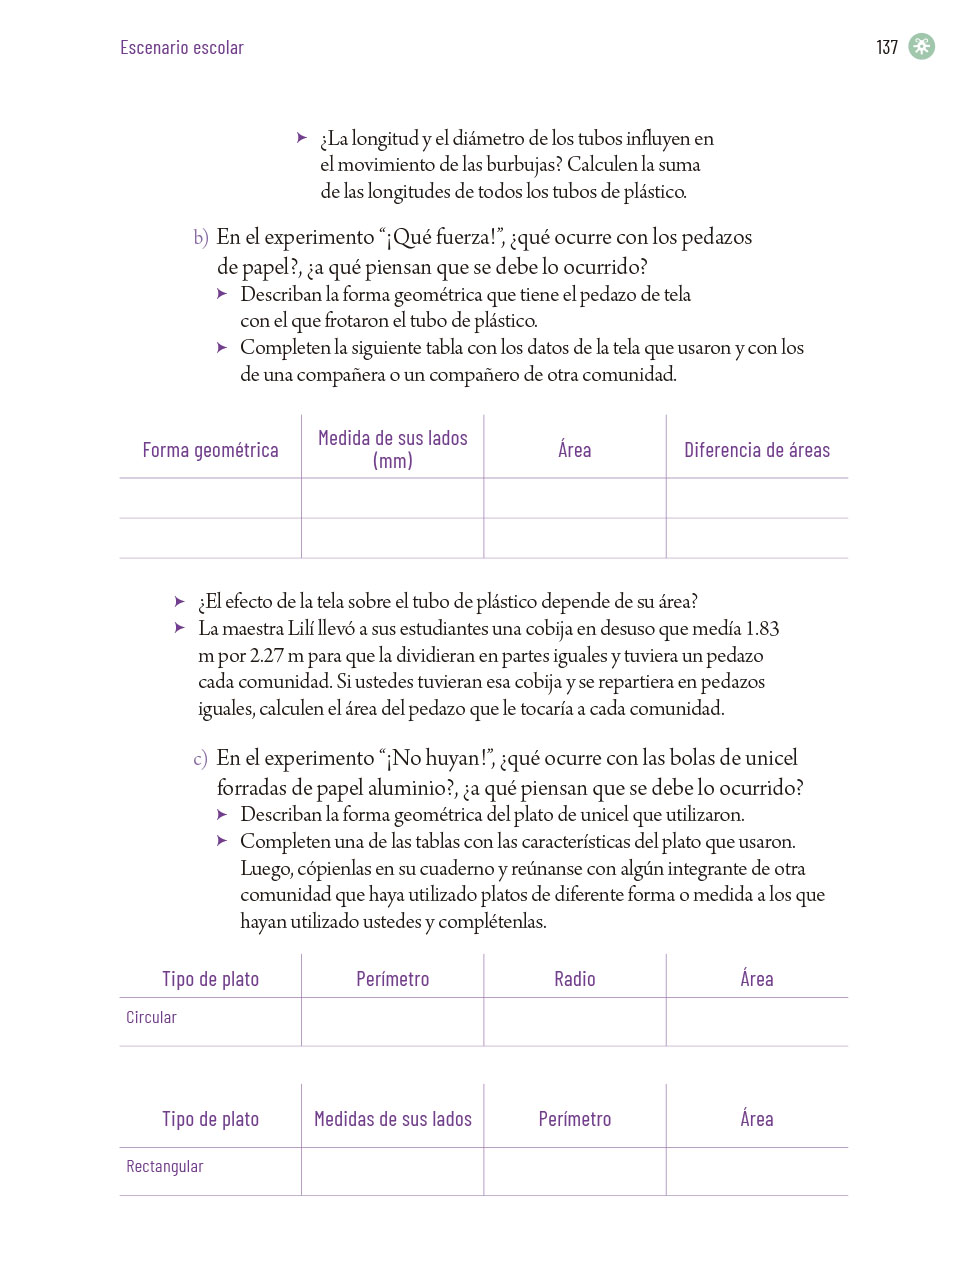 Escenario escolar
137
➤ ¿La longitud y el diámetro de los tubos influyen en
el movimiento de las burbujas? Calculen la suma
de las longitudes de todos los tubos de plástico.
b) En el experimento “¡Qué fuerza!”, ¿qué ocurre con los pedazos
de papel?, ¿a qué piensan que se debe lo ocurrido?
➤ Describan la forma geométrica que tiene el pedazo de tela
con el que frotaron el tubo de plástico.
➤ Completen la siguiente tabla con los datos de la tela que usaron y con los
de una compañera o un compañero de otra comunidad.
Forma geométrica
Medida de sus lados
(mm)
Área
Diferencia de áreas
➤ ¿El efecto de la tela sobre el tubo de plástico depende de su área?
➤ La maestra Lilí llevó a sus estudiantes una cobija en desuso que medía 1.83
m por 2.27 m para que la dividieran en partes iguales y tuviera un pedazo
cada comunidad. Si ustedes tuvieran esa cobija y se repartiera en pedazos
iguales, calculen el área del pedazo que le tocaría a cada comunidad.
c) En el experimento “¡No huyan!”, ¿qué ocurre con las bolas de unicel
forradas de papel aluminio?, ¿a qué piensan que se debe lo ocurrido?
➤ Describan la forma geométrica del plato de unicel que utilizaron.
➤ Completen una de las tablas con las características del plato que usaron.
Luego, cópienlas en su cuaderno y reúnanse con algún integrante de otra
comunidad que haya utilizado platos de diferente forma o medida a los que
hayan utilizado ustedes y complétenlas.
Tipo de plato
Perímetro
Radio
Área
Circular
Tipo de plato
Medidas de sus lados
Perímetro
Área
Rectangular